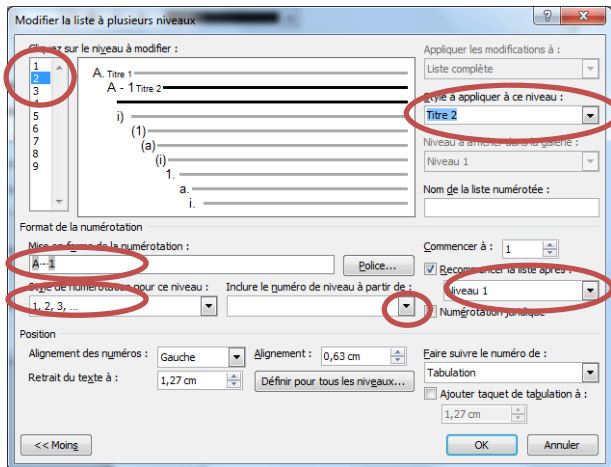 Modifier la liste à plusieurs niveaux
Cliquez sur le niveau à modifier :
1
2
3
4
5
6
7
8
9
A. Titre 1
A - 1 Titre 2
i)
(1)
(a)
(i)
1.
a.
i.
Appliquer les modifications à :
Liste complète
Style à appliquer à ce niveau :
Titre 2
Niveau à afficher dans la galerie :
Niveau 1
Nom de la liste numérotée :
Format de la numérotation
Mise en forme de la numérotation :
A---1
Police...
Style de numérotation pour ce niveau :
Inclure le numéro de niveau à partir de :
1, 2, 3, ...
Commencer à :
1
Recommencer la liste après :
Niveau 1
Numérotation juridique
Position
Alignement des numéros :
Gauche
Alignement :
0,63 cm
Retrait du texte à :
1,27 cm
Définir pour tous les niveaux...
Faire suivre le numéro de :
Tabulation
Ajouter taquet de tabulation à :
1,27 cm
<< Moins
OK
Annuler